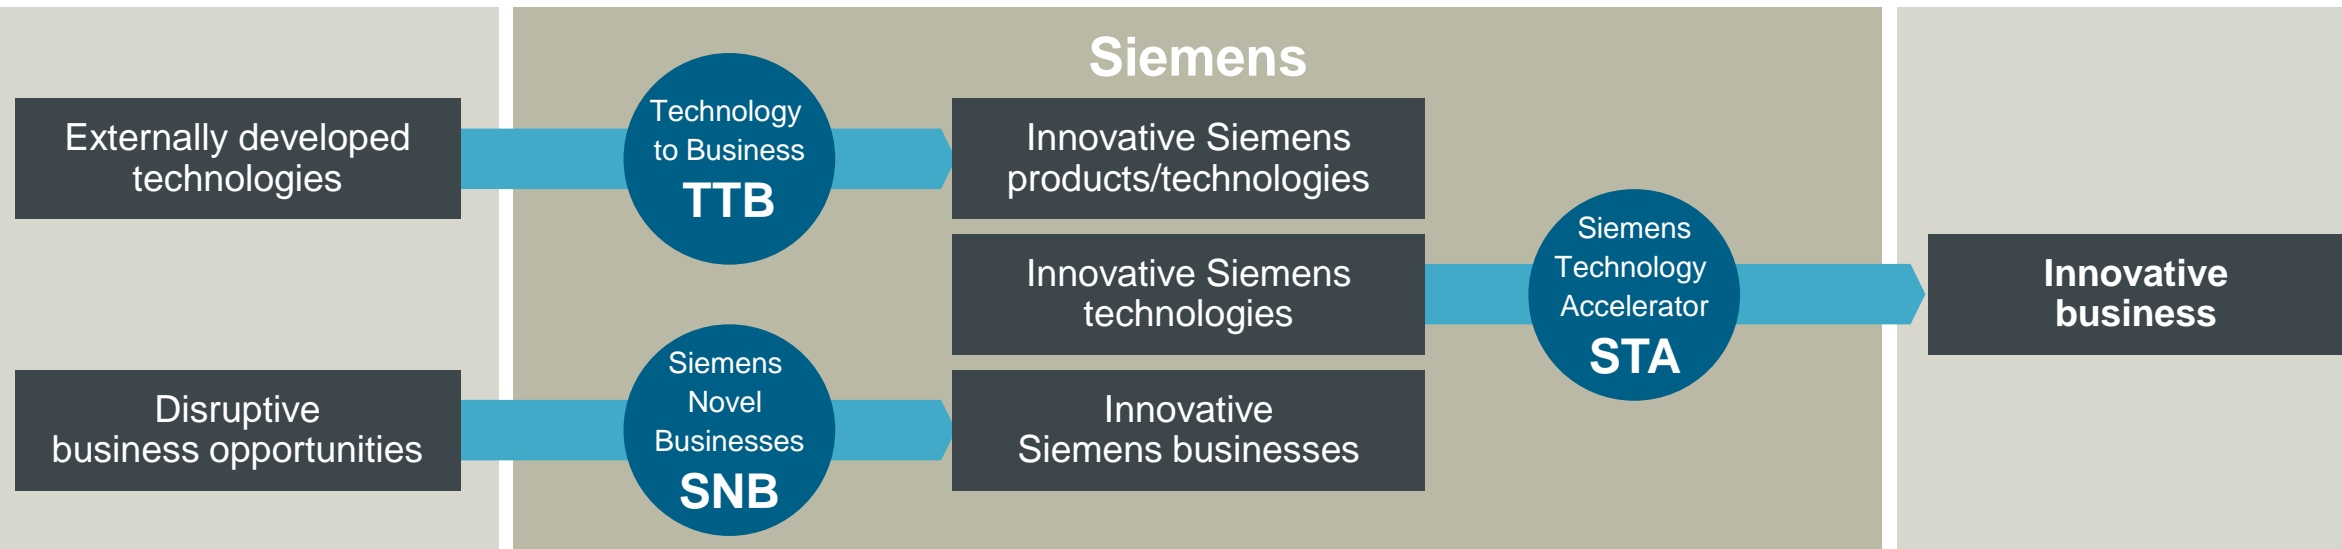 Siemens
Externally developed
technologies
Technology
to Business
TTB
Innovative Siemens
products/technologies
Innovative Siemens
technologies
Siemens
Technology
Accelerator
STA
Innovative
business
Disruptive
business opportunities
Siemens
Novel
Businesses
SNB
Innovative
Siemens businesses